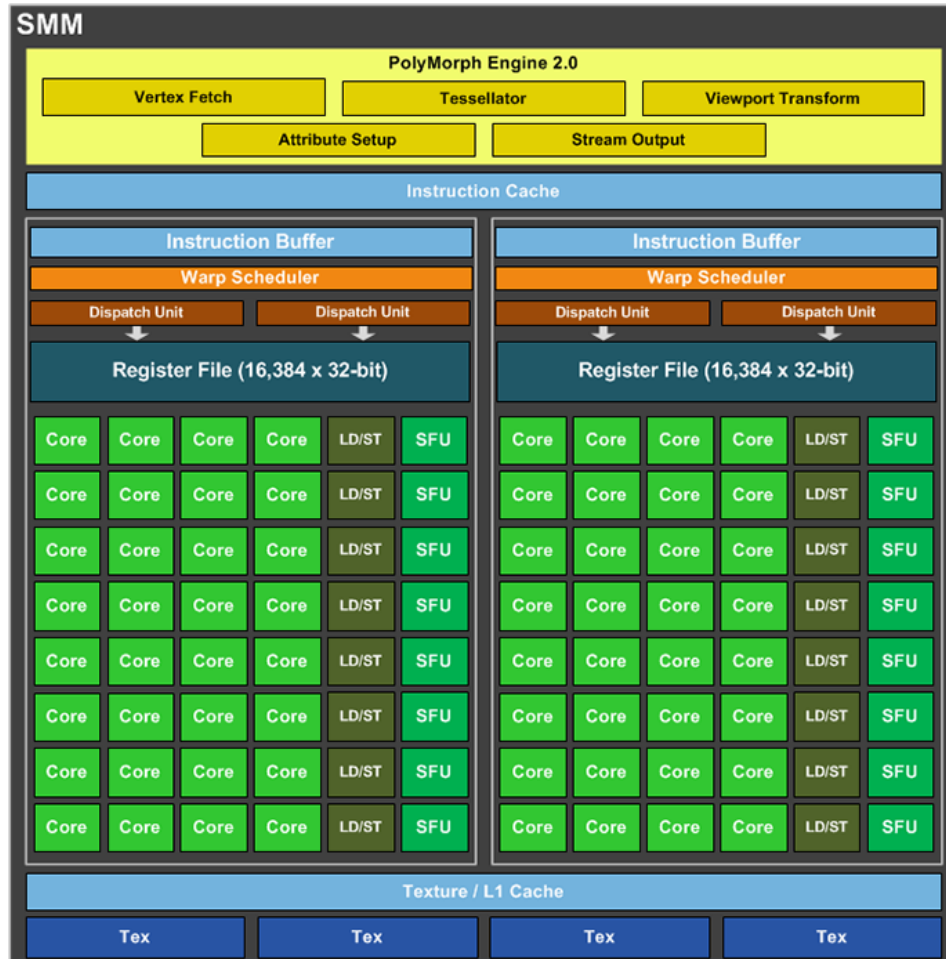 SMM
PolyMorph Engine 2.0
Vertex Fetch Tessellator Viewport Transform
Attribute Setup Stream Output
Instruction Cache
Instruction Buffer Instruction Buffer
Warp Scheduler Warp Scheduler
Dispatch Unit Dispatch Unit Dispatch Unit Dispatch Unit
Register File (16,384 x 32-bit) Register File (16,384 x 32-bit)
Core Core Core Core LD/ST SFU Core Core Core Core LD/ST SFU
Core Core Core Core LD/ST SFU Core Core Core Core LD/ST SFU
Core Core Core Core LD/ST SFU Core Core Core Core LD/ST SFU
Core Core Core Core LD/ST SFU Core Core Core Core LD/ST SFU
Core Core Core Core LD/ST SFU Core Core Core Core LD/ST SFU
Core Core Core Core LD/ST SFU Core Core Core Core LD/ST SFU
Core Core Core Core LD/ST SFU Core Core Core Core LD/ST SFU
Core Core Core Core LD/ST SFU Core Core Core Core LD/ST SFU
Texture / L1 Cache
Tex Tex Tex Tex